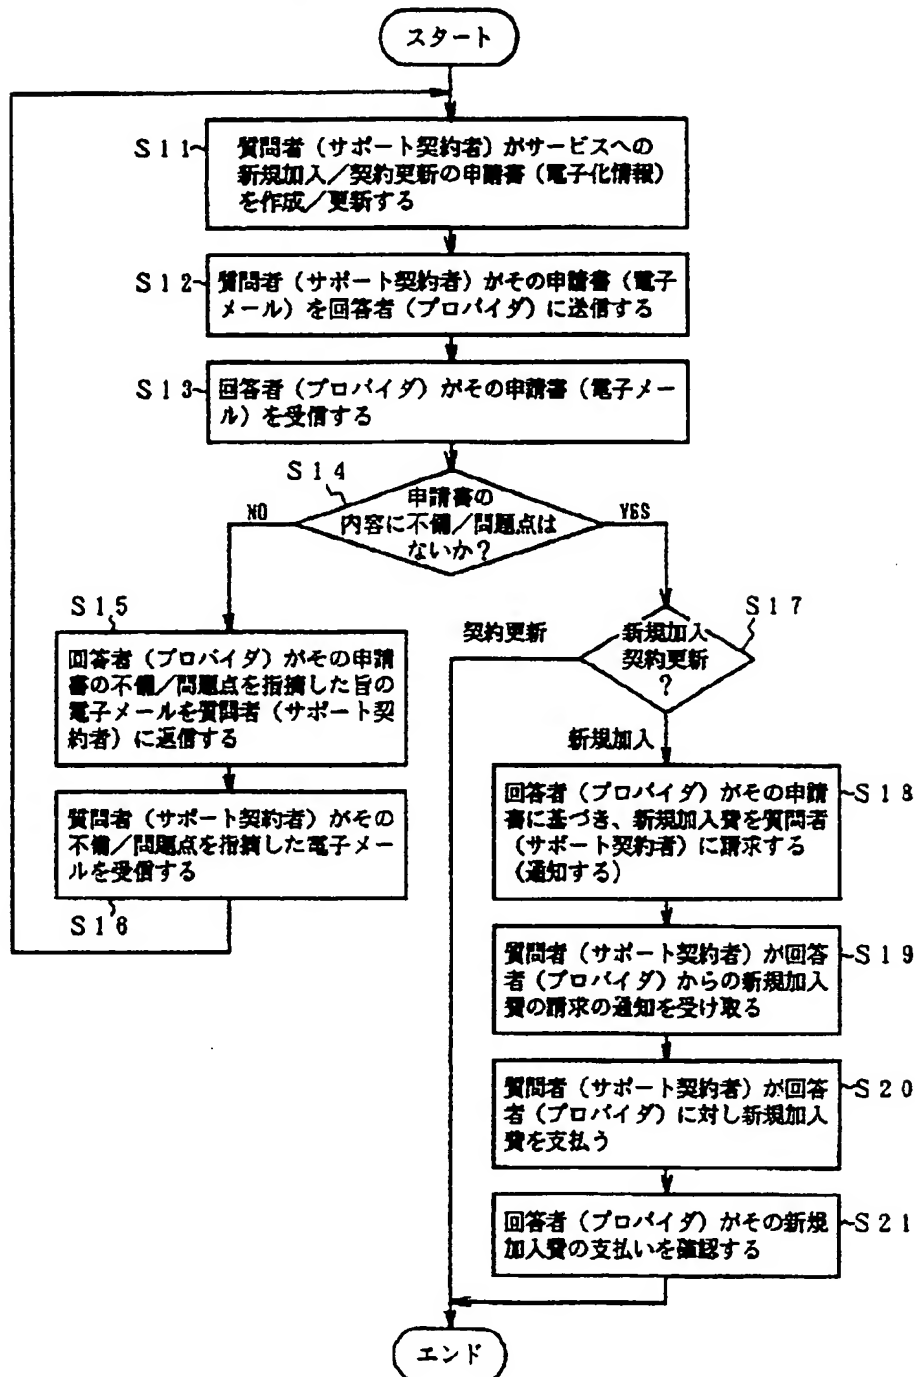 スタート
S11
質問者（サポート契約者）がサービスへの
新規加入／契約更新の申請書（電子化情報）
を作成／更新する
S12
質問者（サポート契約者）がその申請書（電子
メール）を回答者（プロバイダ）に送信する
S13
回答者（プロバイダ）がその申請書（電子メー
ル）を受信する
S14
申請書の
内容に不備／問題点は
ないか？
NO
YES
S15
回答者（プロバイダ）がその申請
書の不備／問題点を指摘した旨の
電子メールを質問者（サポート契
約者）に返信する
質問者（サポート契約者）がその
不備／問題点を指摘した電子メー
ルを受信する
S16
S17
新規加入
契約更新
？
契約更新
新規加入
回答者（プロバイダ）がその申請
書に基づき、新規加入費を質問者
（サポート契約者）に請求する
（通知する）
S18
質問者（サポート契約者）が回答
者（プロバイダ）からの新規加入
費の請求の通知を受け取る
S19
質問者（サポート契約者）が回答
者（プロバイダ）に対し新規加入
費を支払う
S20
回答者（プロバイダ）がその新規
加入費の支払いを確認する
S21
エンド